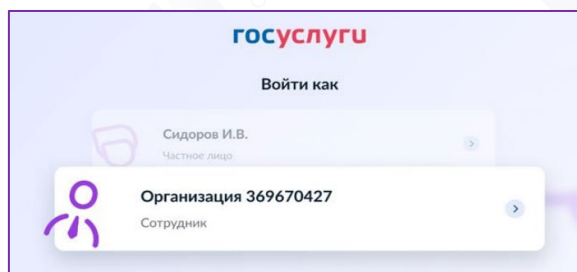 госуслуги
Войти как
Сидоров И.В.
Частное лицо
Организация 369670427
Сотрудник